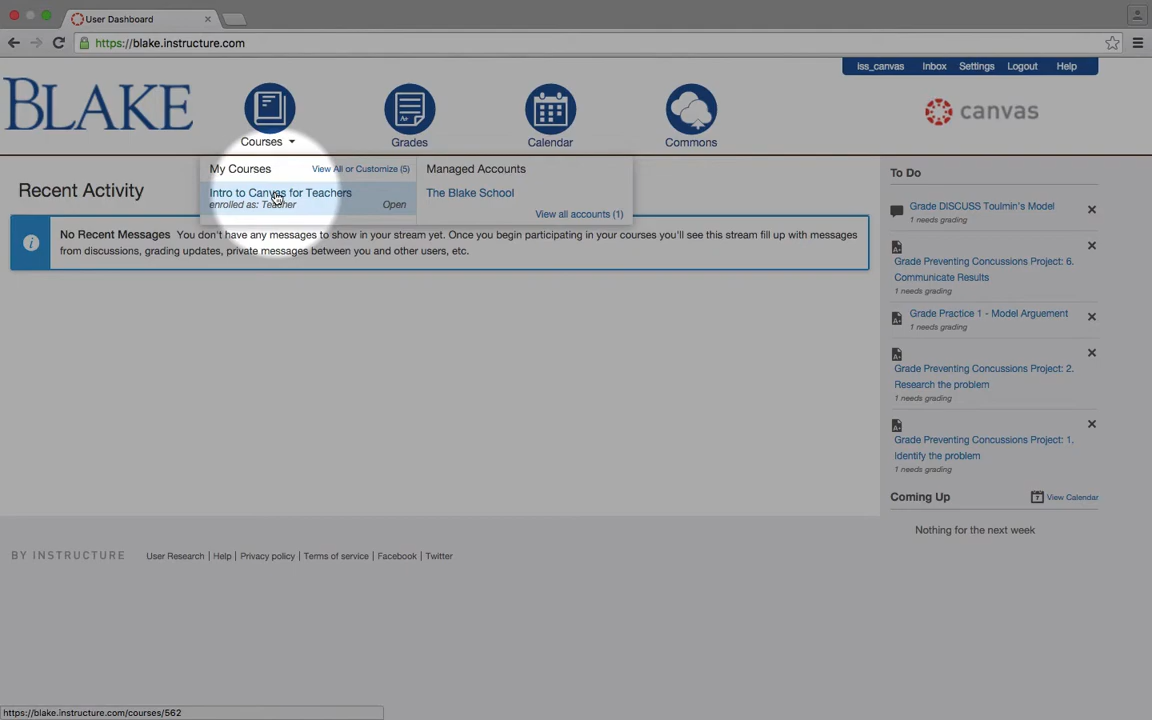 User Dashboard
https://blake.instructure.com
iss_canvas Inbox Settings Logout Help
BLAKE
Courses
Grades
Calendar
Commons
canvas
My Courses
View All or Customize (5)
Intro to Canvas for Teachers
enrolled as: Teacher
Open
Managed Accounts
The Blake School
View all accounts (1)
Recent Activity
No Recent Messages You don't have any messages to show in your stream yet. Once you begin participating in your courses you'll see this stream fill up with messages
from discussions, grading updates, private messages between you and other users, etc.
To Do
Grade DISCUSS Toulmin's Model
1 needs grading
Grade Preventing Concussions Project: 6.
Communicate Results
1 needs grading
Grade Practice 1 - Model Arguement
1 needs grading
Grade Preventing Concussions Project: 2.
Research the problem
1 needs grading
Grade Preventing Concussions Project: 1.
Identify the problem
1 needs grading
Coming Up
View Calendar
Nothing for the next week
BY INSTRUCTURE
User Research | Help | Privacy policy | Terms of service | Facebook | Twitter
https://blake.instructure.com/courses/562